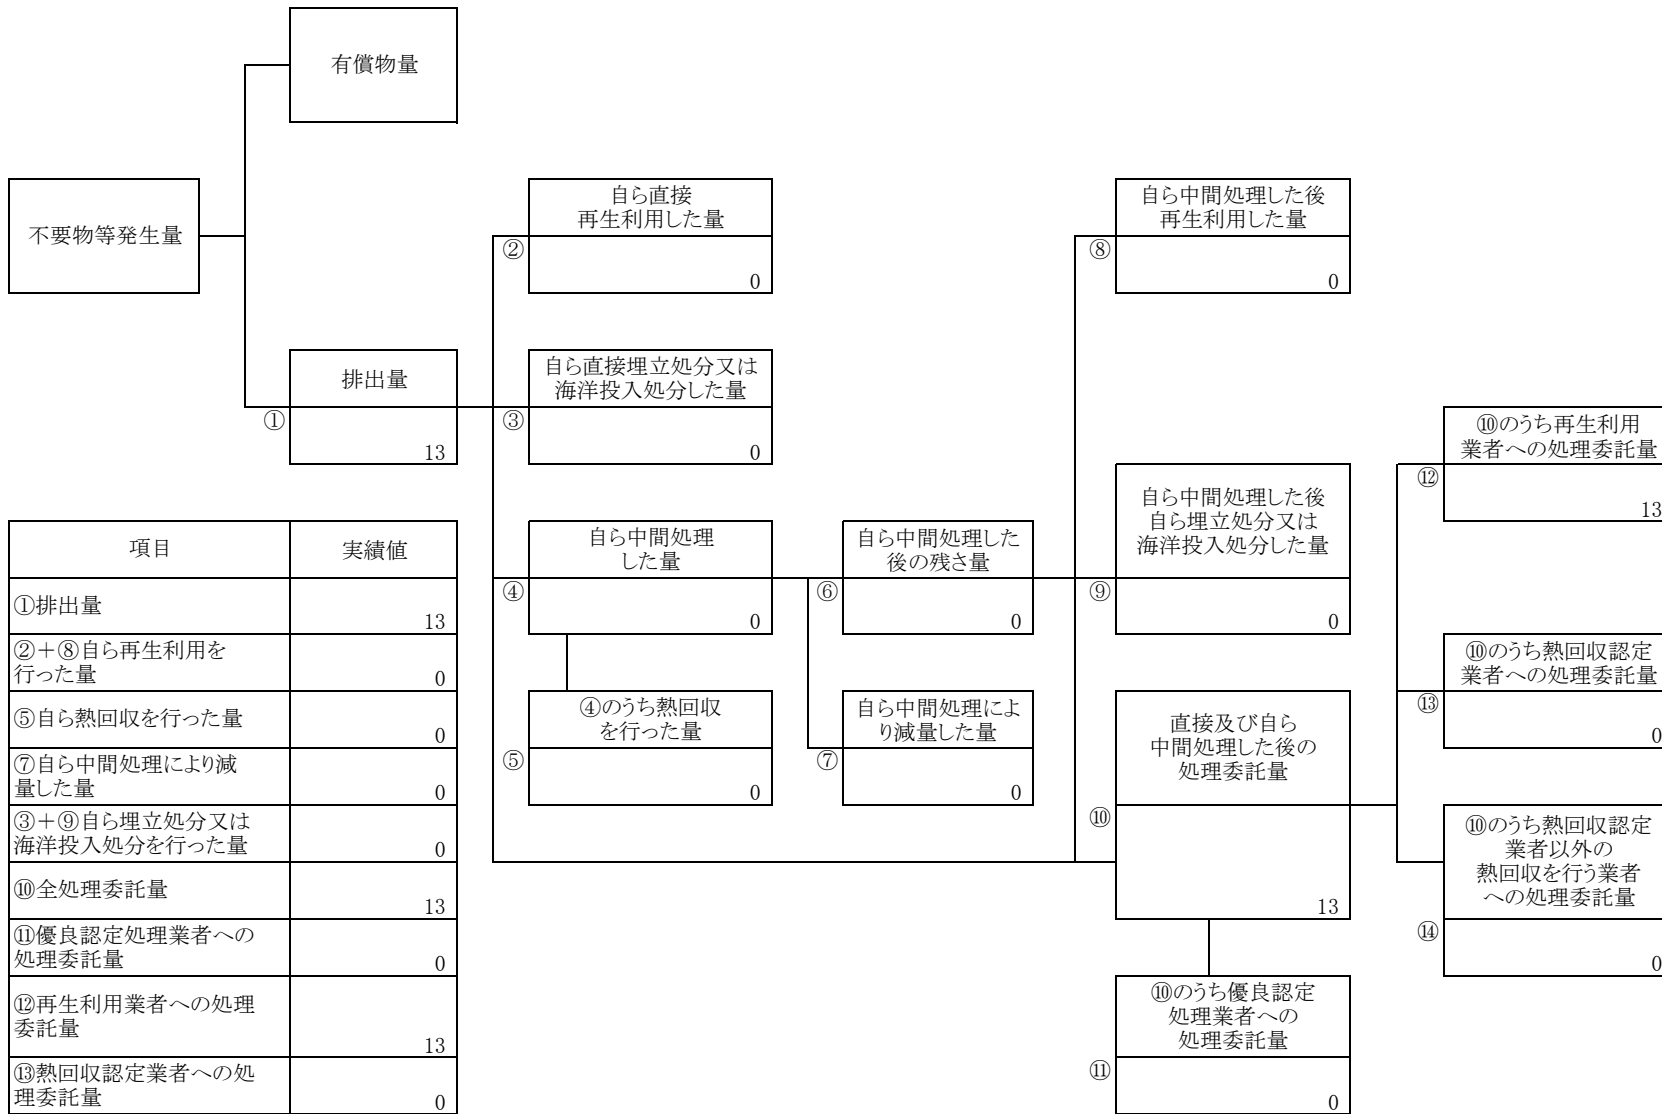 有償物量
不要物等発生量
自ら直接
再生利用した量
②
0
自ら中間処理した後
再生利用した量
⑧
0
排出量
①
13
自ら直接埋立処分又は
海洋投入処分した量
③
0
⑩のうち再生利用
業者への処理委託量
⑫
13
自ら中間処理
した量
④
0
自ら中間処理した
後の残さ量
⑥
0
自ら中間処理した後
自ら埋立処分又は
海洋投入処分した量
⑨
0
⑩のうち熱回収認定
業者への処理委託量
⑬
0
④のうち熱回収
を行った量
⑤
0
自ら中間処理によ
り減量した量
⑦
0
直接及び自ら
中間処理した後の
処理委託量
⑩
13
⑩のうち熱回収認定
業者以外の
熱回収を行う業者
への処理委託量
⑭
0
⑩のうち優良認定
処理業者への
処理委託量
⑪
0
項目 実績値
①排出量 13
②+⑧自ら再生利用を
行った量 0
⑤自ら熱回収を行った量 0
⑦自ら中間処理により減
量した量 0
③+⑨自ら埋立処分又は
海洋投入処分を行った量 0
⑩全処理委託量 13
⑪優良認定処理業者への
処理委託量 0
⑫再生利用業者への処理
委託量 13
⑬熱回収認定業者への処
理委託量 0